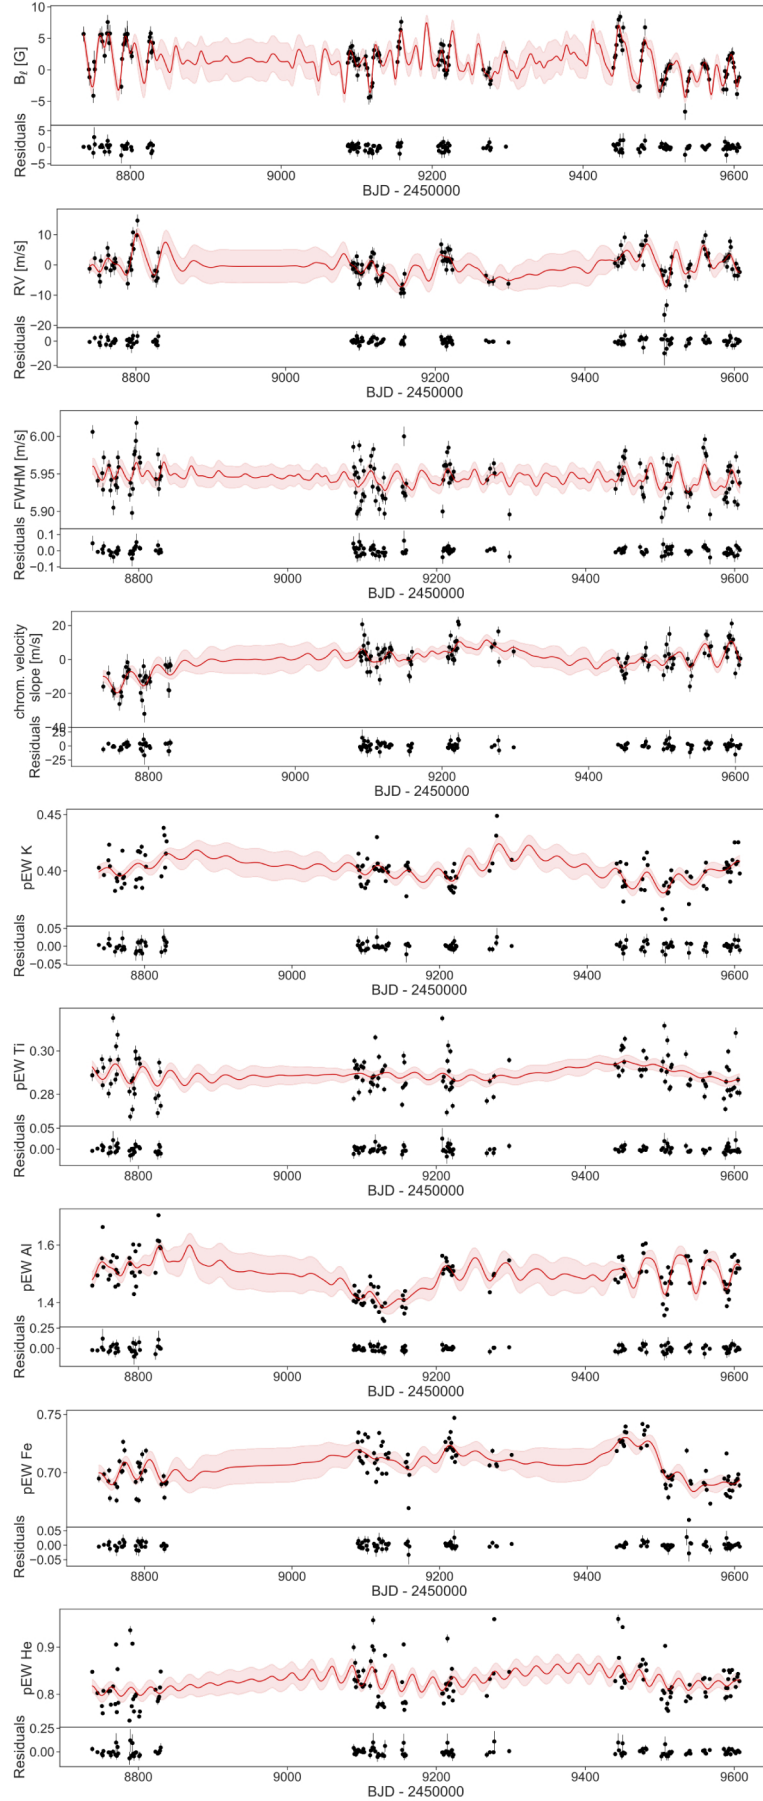 10
5
0
−5
Bℓ [G]
5
0
−5
Residuals
8800 9000 9200 9400 9600
BJD - 2450000
10
0
−10
−20
RV [m/s]
0
−20
Residuals
8800 9000 9200 9400 9600
BJD - 2450000
6.00
5.95
5.90
FWHM [m/s]
0.1
0.0
−0.1
Residuals
8800 9000 9200 9400 9600
BJD - 2450000
20
0
−20
−40
chrom. velocity
slope [m/s]
25
0
−25
Residuals
8800 9000 9200 9400 9600
BJD - 2450000
0.45
0.40
pEW K
0.05
0.00
−0.05
Residuals
8800 9000 9200 9400 9600
BJD - 2450000
0.30
0.28
pEW Ti
0.05
0.00
Residuals
8800 9000 9200 9400 9600
BJD - 2450000
1.6
1.4
pEW Al
0.25
0.00
Residuals
8800 9000 9200 9400 9600
BJD - 2450000
0.75
0.70
pEW Fe
0.05
0.00
−0.05
Residuals
8800 9000 9200 9400 9600
BJD - 2450000
0.9
0.8
pEW He
0.25
0.00
Residuals
8800 9000 9200 9400 9600
BJD - 2450000